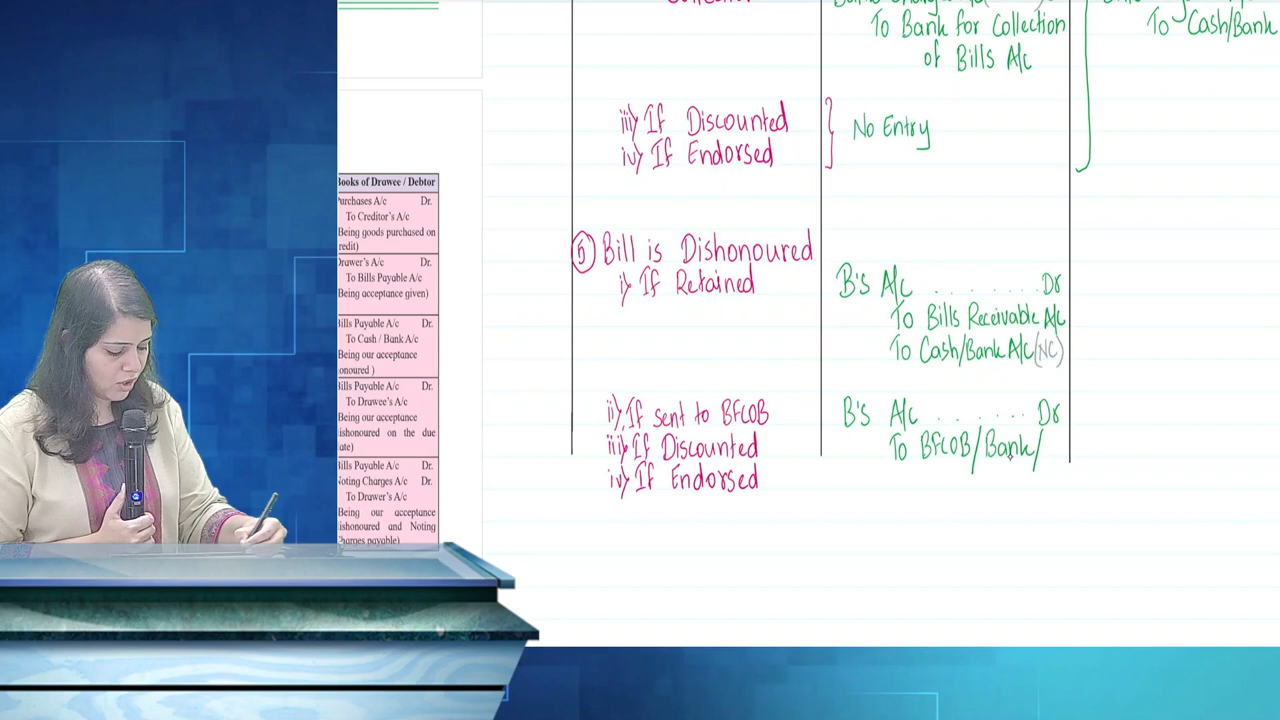 To Bank for Collection
of Bills A/c
To Cash/Bank
iii) If Discounted
iv) If Endorsed
No Entry
⑤ Bill is Dishonoured
i) If Retained
B's A/c ........ Dr
To Bills Receivable A/c
To Cash/Bank A/c (NC)
ii) If sent to BFCOB
iii) If Discounted
iv) If Endorsed
B's A/c ........ Dr
To BFCOB/Bank/
Books of Drawee / Debtor
Purchases A/c Dr.
To Creditor's A/c
Being goods purchased on
redit)
Drawer's A/c Dr.
To Bills Payable A/c
Being acceptance given)
Bills Payable A/c Dr.
To Cash / Bank A/c
Being our acceptance
onoured )
Bills Payable A/c Dr.
To Drawee's A/c
Being our acceptance
ishonoured on the due
ate)
Bills Payable A/c Dr.
Noting Charges A/c Dr.
To Drawer's A/c
Being our acceptance
ishonoured and Noting
harges payable)